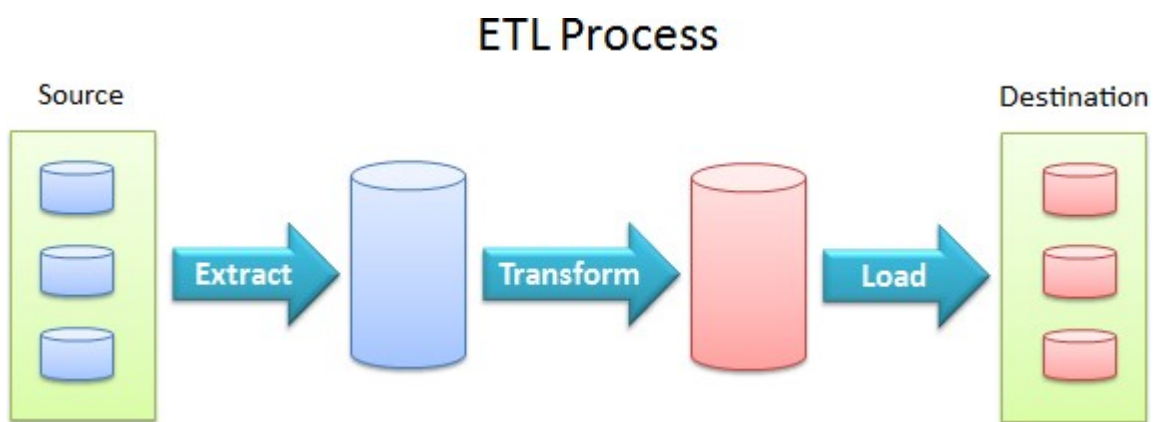 ETL Process
Source
Destination
Extract
Transform
Load